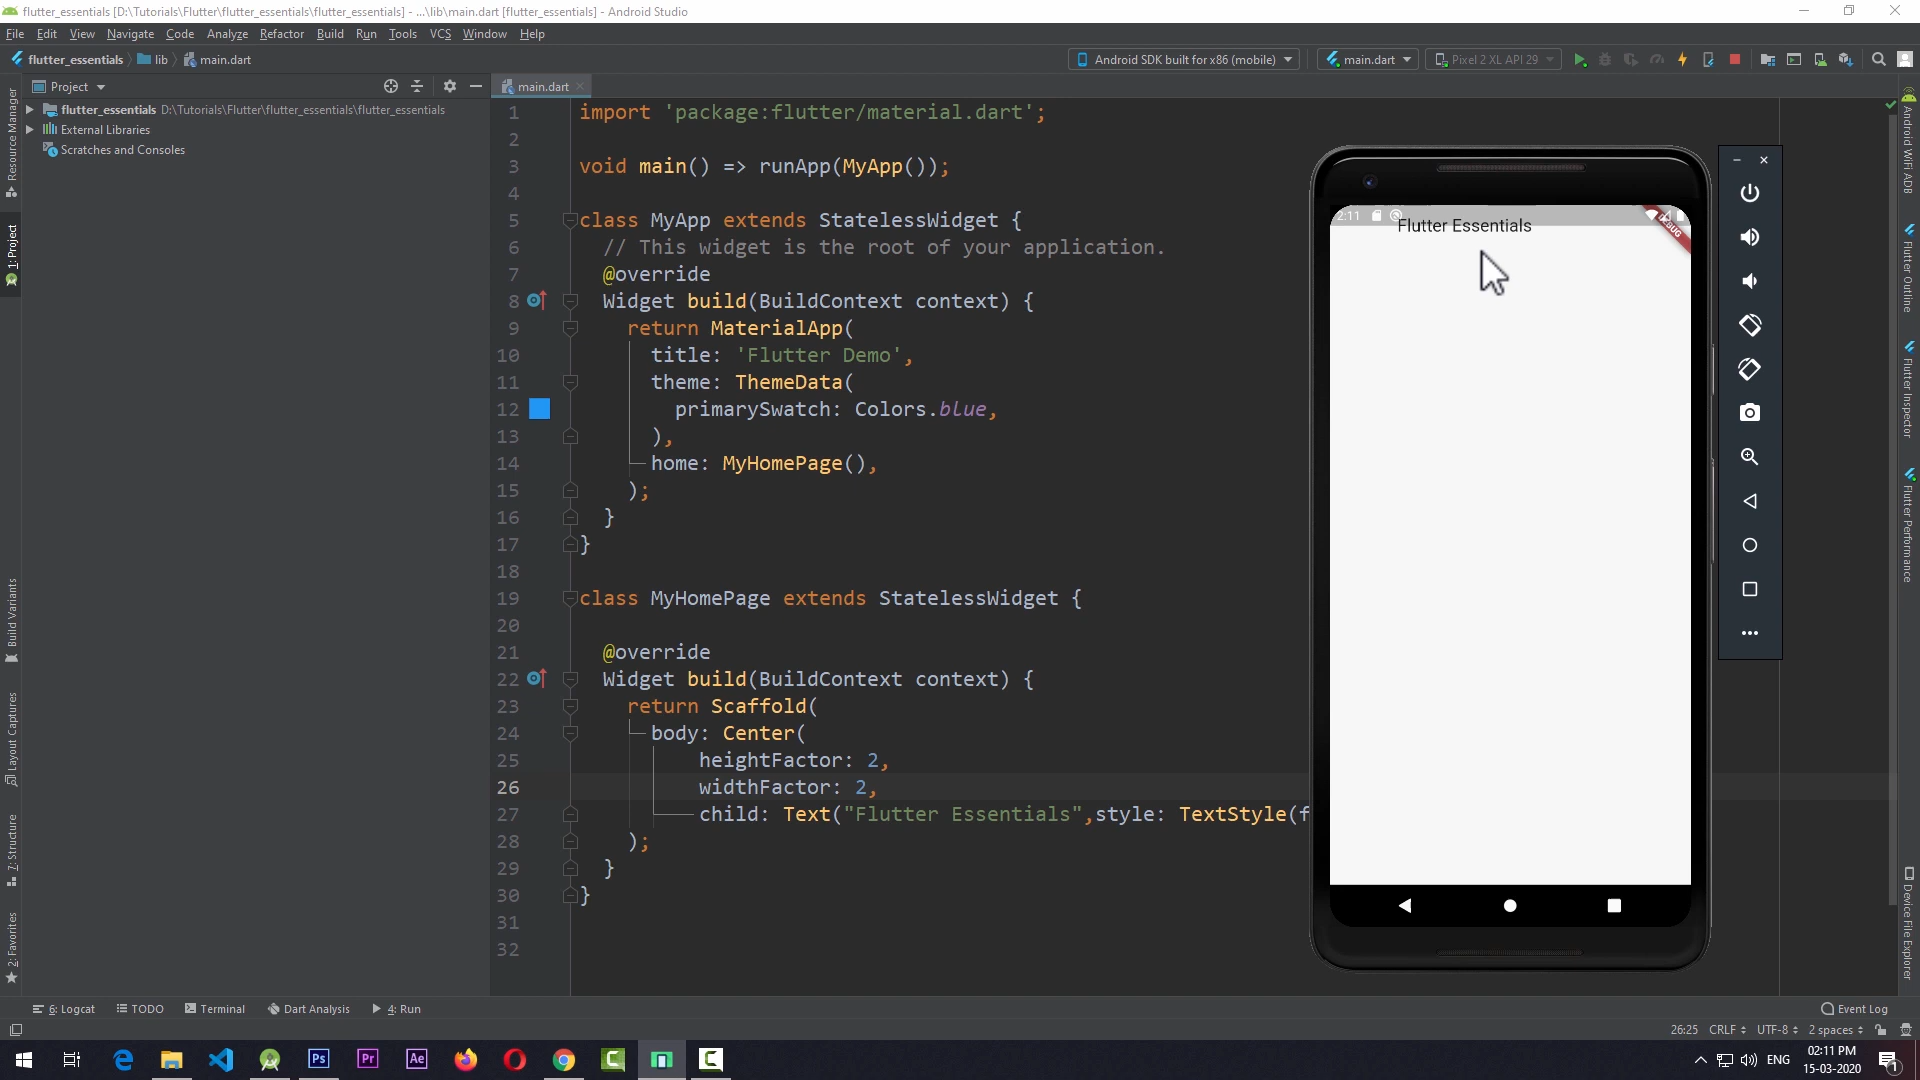 flutter_essentials [D:\Tutorials\Flutter\flutter_essentials\flutter_essentials] - ...\lib\main.dart [flutter_essentials] - Android Studio
File Edit View Navigate Code Analyze Refactor Build Run Tools VCS Window Help
flutter_essentials lib main.dart Android SDK built for x86 (mobile) main.dart Pixel 2 XL API 29
Project main.dart
flutter_essentials D:\Tutorials\Flutter\flutter_essentials\flutter_essentials
External Libraries
Scratches and Consoles
Resource Manager
1: Project
Build Variants
Layout Captures
7: Structure
2: Favorites
1 import 'package:flutter/material.dart';
2
3 void main() => runApp(MyApp());
4
5 class MyApp extends StatelessWidget {
6 // This widget is the root of your application.
7 @override
8 Widget build(BuildContext context) {
9 return MaterialApp(
10 title: 'Flutter Demo',
11 theme: ThemeData(
12 primarySwatch: Colors.blue,
13 ),
14 home: MyHomePage(),
15 );
16 }
17 }
18
19 class MyHomePage extends StatelessWidget {
20
21 @override
22 Widget build(BuildContext context) {
23 return Scaffold(
24 body: Center(
25 heightFactor: 2,
26 widthFactor: 2,
27 child: Text("Flutter Essentials",style: TextStyle(f
28 );
29 }
30 }
31
32
2:11
Flutter Essentials
DEBUG
Android WiFi ADB
Flutter Outline
Flutter Inspector
Flutter Performance
Device File Explorer
6: Logcat TODO Terminal Dart Analysis 4: Run Event Log
26:25 CRLF UTF-8 2 spaces
Ps Pr Ae ENG 02:11 PM
15-03-2020
1